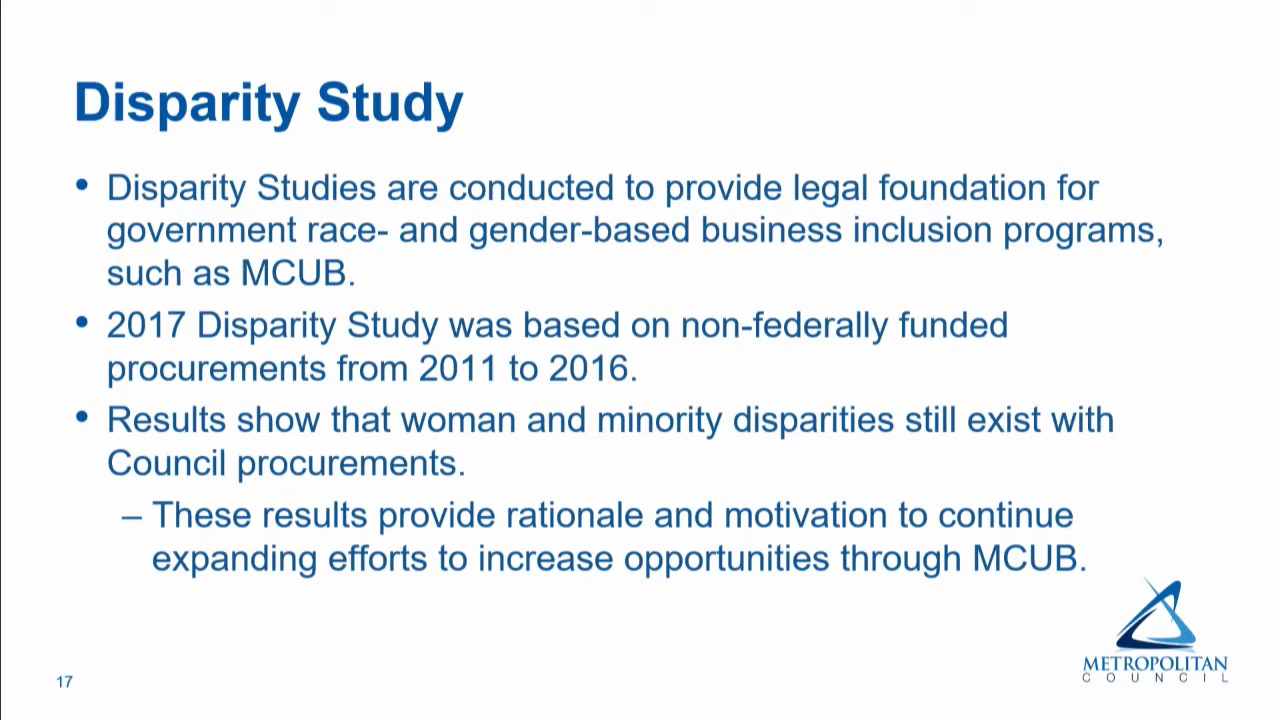 Disparity Study
• Disparity Studies are conducted to provide legal foundation for
government race- and gender-based business inclusion programs,
such as MCUB.
• 2017 Disparity Study was based on non-federally funded
procurements from 2011 to 2016.
• Results show that woman and minority disparities still exist with
Council procurements.
– These results provide rationale and motivation to continue
expanding efforts to increase opportunities through MCUB.
METROPOLITAN
COUNCIL
17